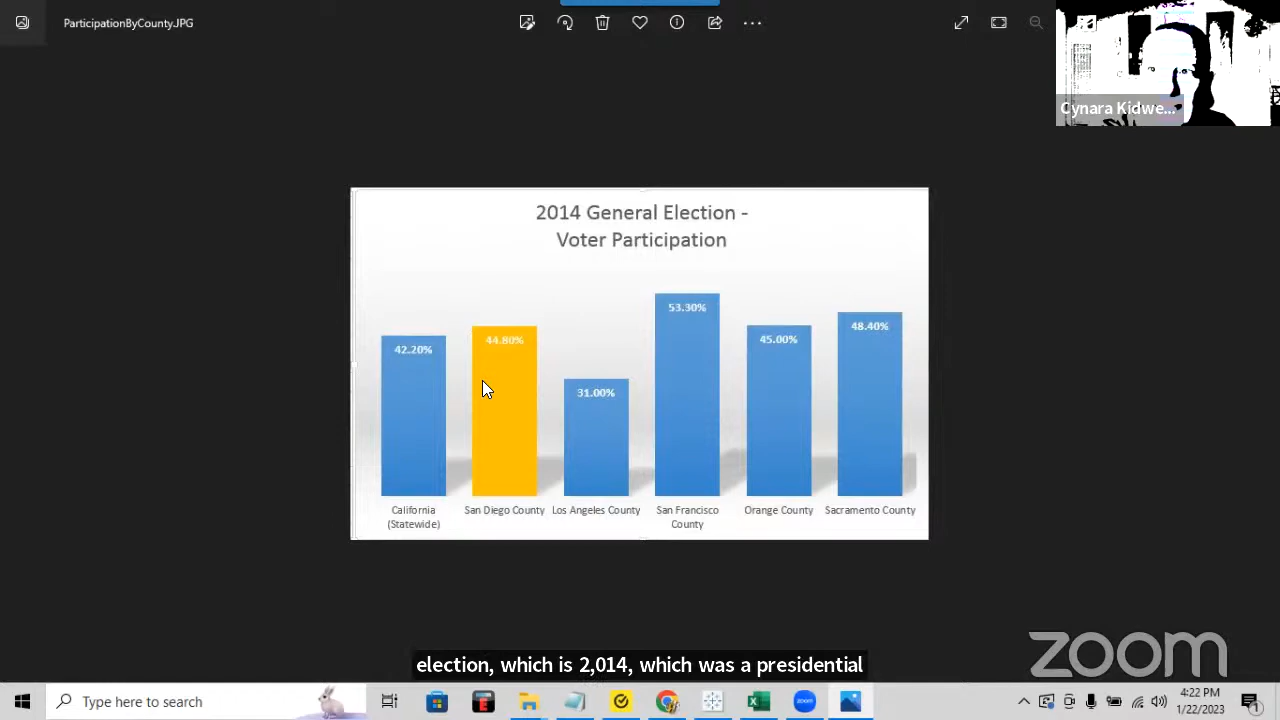 ParticipationByCounty.JPG
Cynara Kidwe...
2014 General Election -
Voter Participation
42.20%
44.80%
31.00%
53.30%
45.00%
48.40%
California
(Statewide)
San Diego County
Los Angeles County
San Francisco
County
Orange County
Sacramento County
zoom
election, which is 2,014, which was a presidential
Type here to search
zoom
4:22 PM
1/22/2023
1